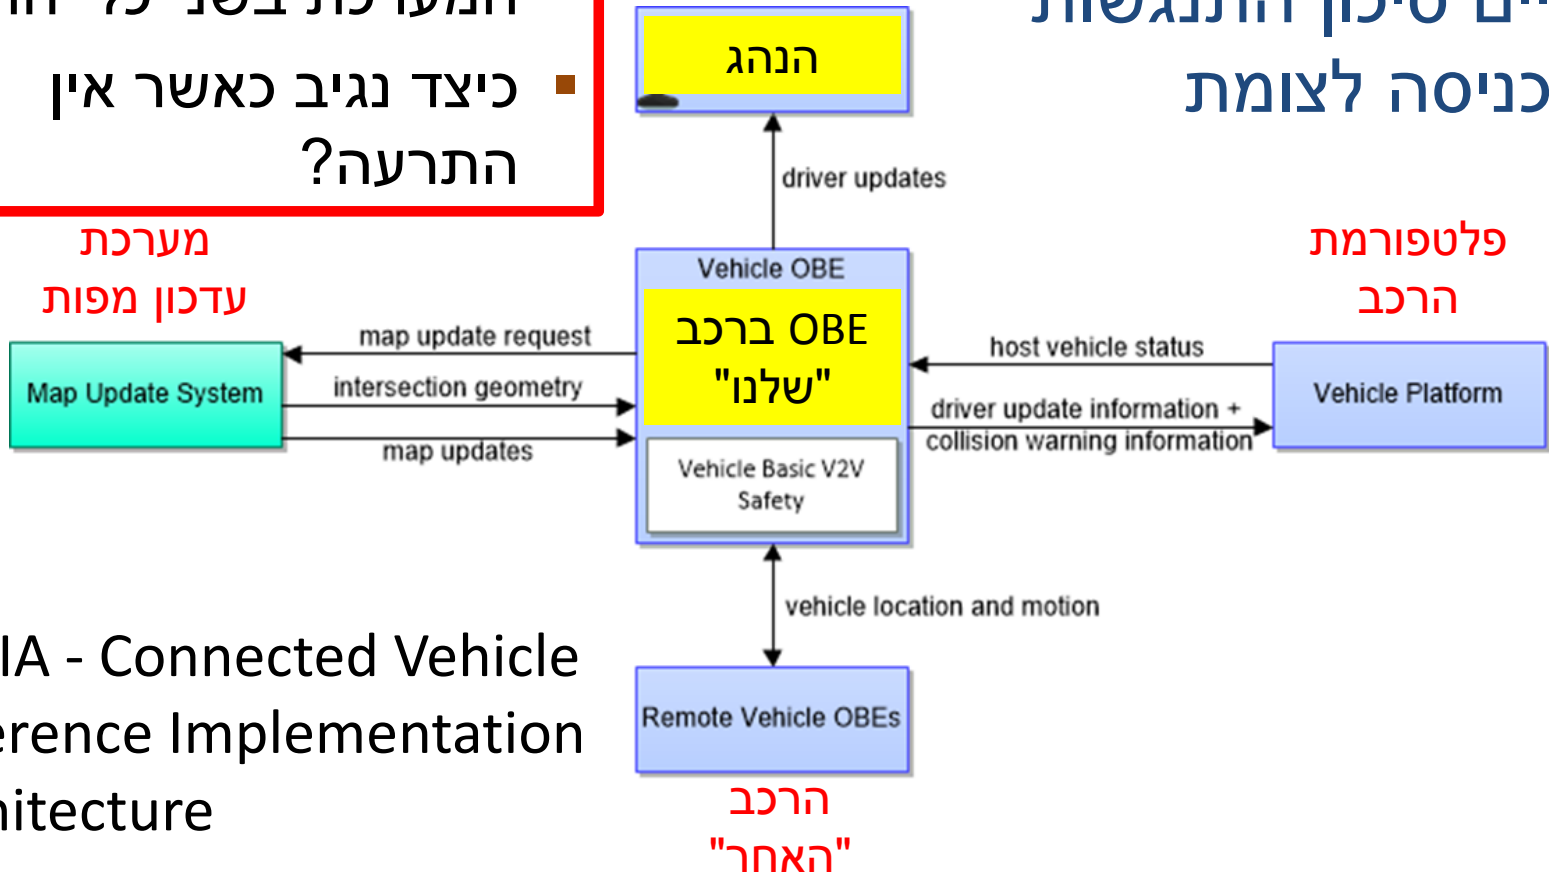 כיצד נגיב כאשר אין
התרעה?
סיכון התנגשות
כניסה לצומת
הנהג
driver updates
מערכת
עדכון מפות
פלטפורמת
הרכב
Vehicle OBE
OBE ברכב
"שלנו"
map update request
intersection geometry
map updates
Map Update System
host vehicle status
driver update information +
collision warning information
Vehicle Platform
Vehicle Basic V2V
Safety
vehicle location and motion
IA - Connected Vehicle
erence Implementation
hitecture
Remote Vehicle OBEs
הרכב
"האחר"